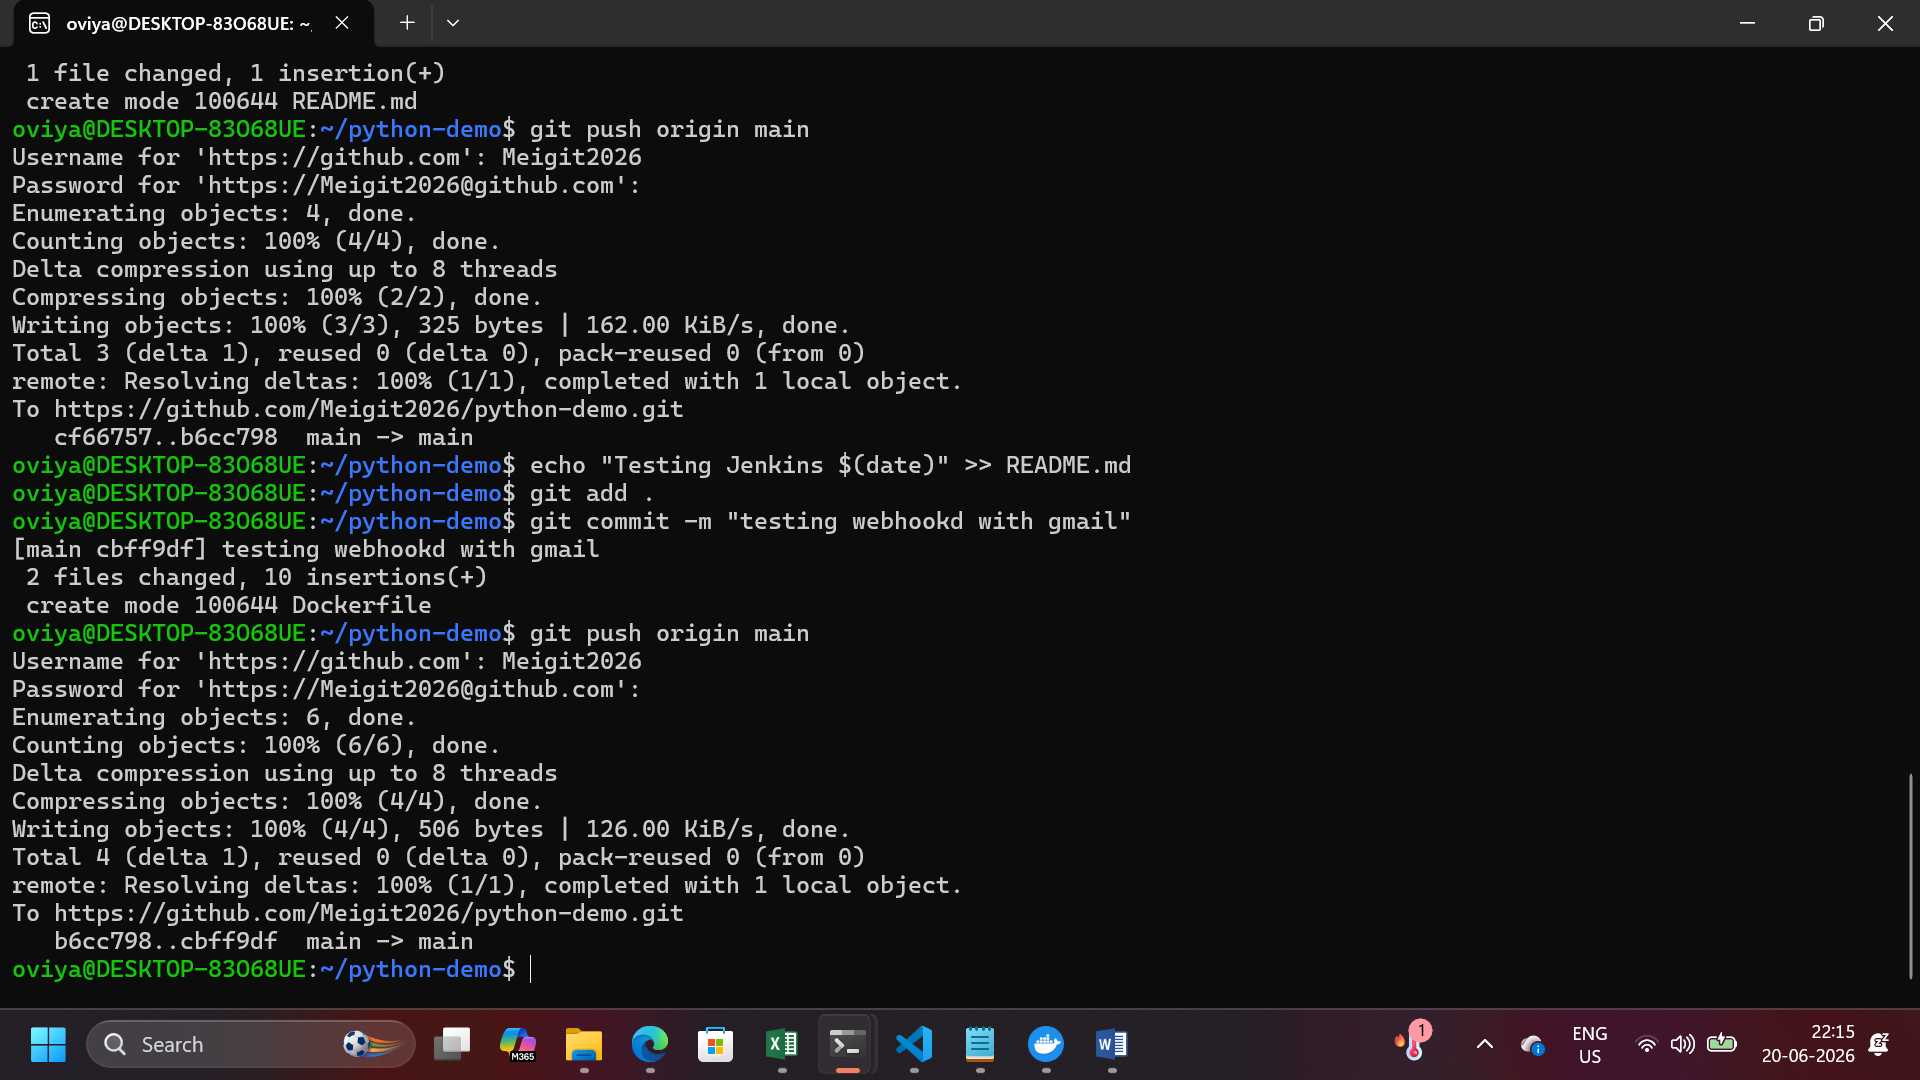 oviya@DESKTOP-83O68UE: ~,
1 file changed, 1 insertion(+)
create mode 100644 README.md
oviya@DESKTOP-83O68UE:~/python-demo$ git push origin main
Username for 'https://github.com': Meigit2026
Password for 'https://Meigit2026@github.com':
Enumerating objects: 4, done.
Counting objects: 100% (4/4), done.
Delta compression using up to 8 threads
Compressing objects: 100% (2/2), done.
Writing objects: 100% (3/3), 325 bytes | 162.00 KiB/s, done.
Total 3 (delta 1), reused 0 (delta 0), pack-reused 0 (from 0)
remote: Resolving deltas: 100% (1/1), completed with 1 local object.
To https://github.com/Meigit2026/python-demo.git
cf66757..b6cc798  main -> main
oviya@DESKTOP-83O68UE:~/python-demo$ echo "Testing Jenkins $(date)" >> README.md
oviya@DESKTOP-83O68UE:~/python-demo$ git add .
oviya@DESKTOP-83O68UE:~/python-demo$ git commit -m "testing webhookd with gmail"
[main cbff9df] testing webhookd with gmail
2 files changed, 10 insertions(+)
create mode 100644 Dockerfile
oviya@DESKTOP-83O68UE:~/python-demo$ git push origin main
Username for 'https://github.com': Meigit2026
Password for 'https://Meigit2026@github.com':
Enumerating objects: 6, done.
Counting objects: 100% (6/6), done.
Delta compression using up to 8 threads
Compressing objects: 100% (4/4), done.
Writing objects: 100% (4/4), 506 bytes | 126.00 KiB/s, done.
Total 4 (delta 1), reused 0 (delta 0), pack-reused 0 (from 0)
remote: Resolving deltas: 100% (1/1), completed with 1 local object.
To https://github.com/Meigit2026/python-demo.git
b6cc798..cbff9df  main -> main
oviya@DESKTOP-83O68UE:~/python-demo$
Search
M365
1
ENG
US
22:15
20-06-2026